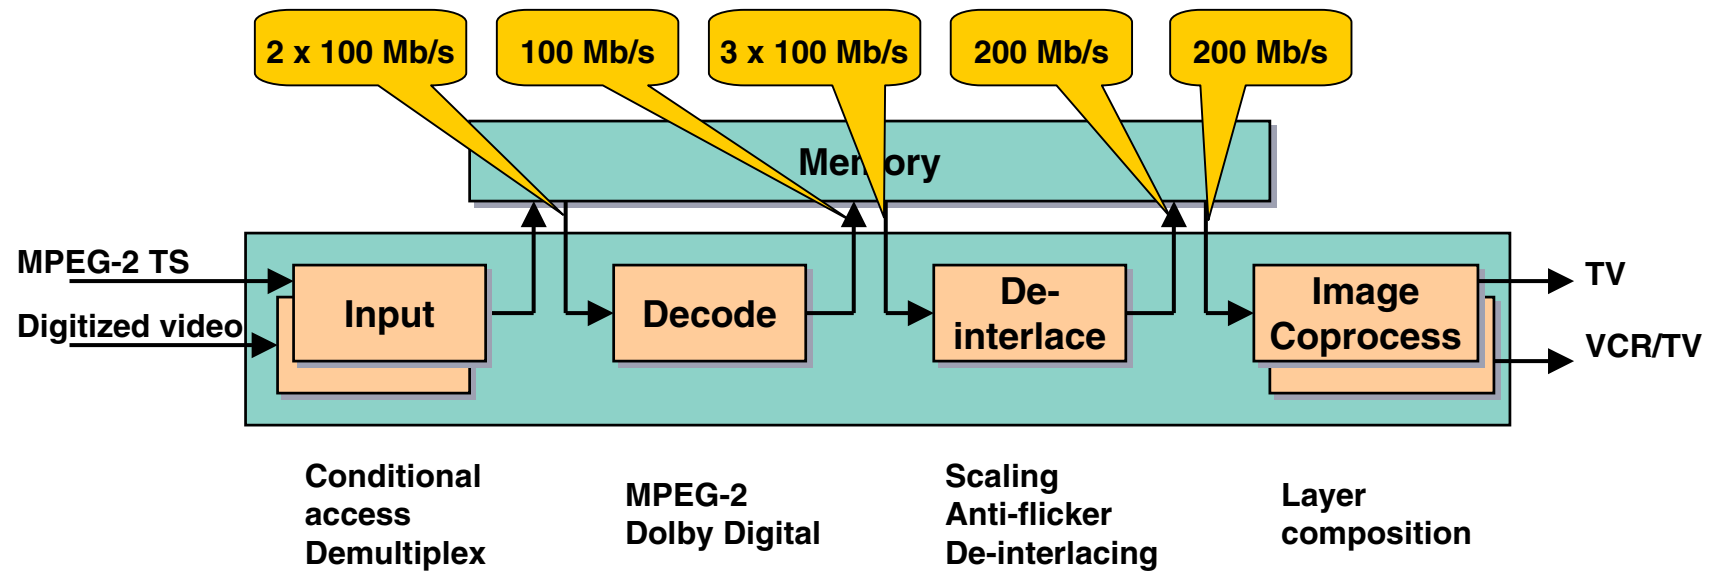 2 x 100 Mb/s
100 Mb/s
3 x 100 Mb/s
200 Mb/s
200 Mb/s
Memory
MPEG-2 TS
Digitized video
Input
Decode
De-
interlace
Image
Coprocess
TV
VCR/TV
Conditional
access
Demultiplex
MPEG-2
Dolby Digital
Scaling
Anti-flicker
De-interlacing
Layer
composition